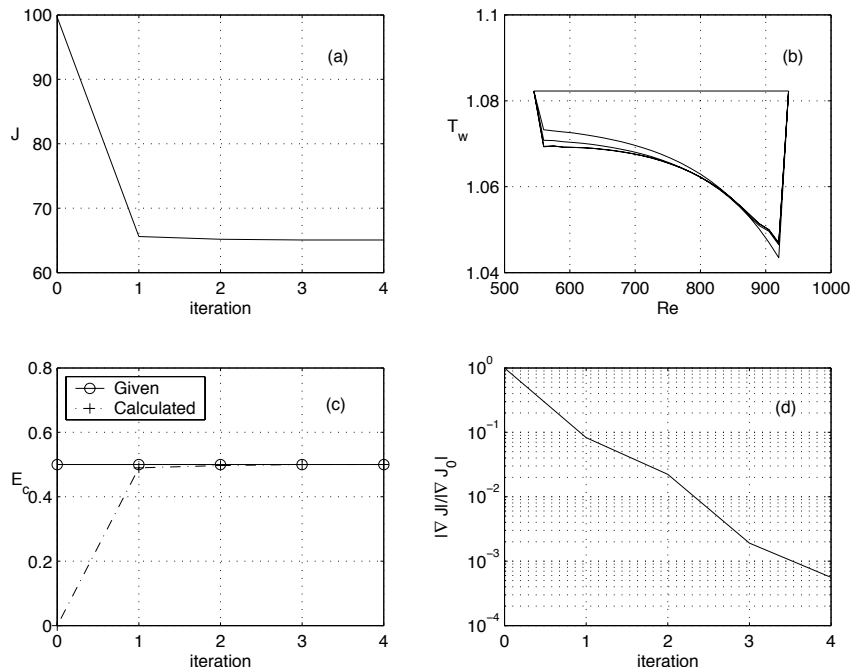 (a)
100
90
80
70
60
J
0 1 2 3 4
iteration
(b)
1.1
1.08
1.06
1.04
T_w
500 600 700 800 900 1000
Re
(c)
0.8
0.6
0.4
0.2
0
E_c
Given
Calculated
0 1 2 3 4
iteration
(d)
10^0
10^-1
10^-2
10^-3
10^-4
|∇ J|/|∇ J_0|
0 1 2 3 4
iteration